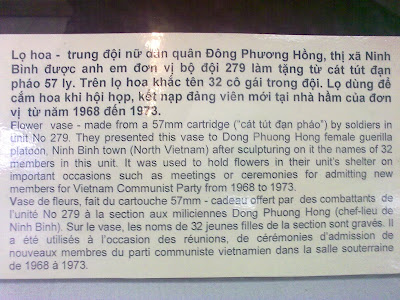 Lọ hoa - trung đội nữ dân quân Đông Phương Hồng, thị xã Ninh
Bình được anh em đơn vị bộ đội 279 làm tặng từ cát tút đạn
pháo 57 ly. Trên lọ hoa khắc tên 32 cô gái trong đội. Lọ dùng để
cắm hoa khi hội họp, kết nạp đảng viên mới tại nhà hầm của đơn
vị từ năm 1968 đến 1973.
Flower vase - made from a 57mm cartridge ("cát tút đạn pháo") by soldiers in
unit No 279. They presented this vase to Dong Phuong Hong female guerilla
platoon, Ninh Binh town (North Vietnam) after sculpturing on it the names of 32
members in this unit. It was used to hold flowers in their unit's shelter on
important occasions such as meetings or ceremonies for admitting new
members for Vietnam Communist Party from 1968 to 1973.
Vase de fleurs, fait du cartouche 57mm - cadeau offert par des combattants de
l'unité No 279 à la section aux miliciennes Dong Phuong Hong (chef-lieu de
Ninh Binh). Sur le vase, les noms de 32 jeunes filles de la section sont gravés. Il
a été utilisés à l'occasion des réunions, de cérémonies d'admission de
nouveaux membres du parti communiste vietnamien dans la salle souterraine
de 1968 à 1973.